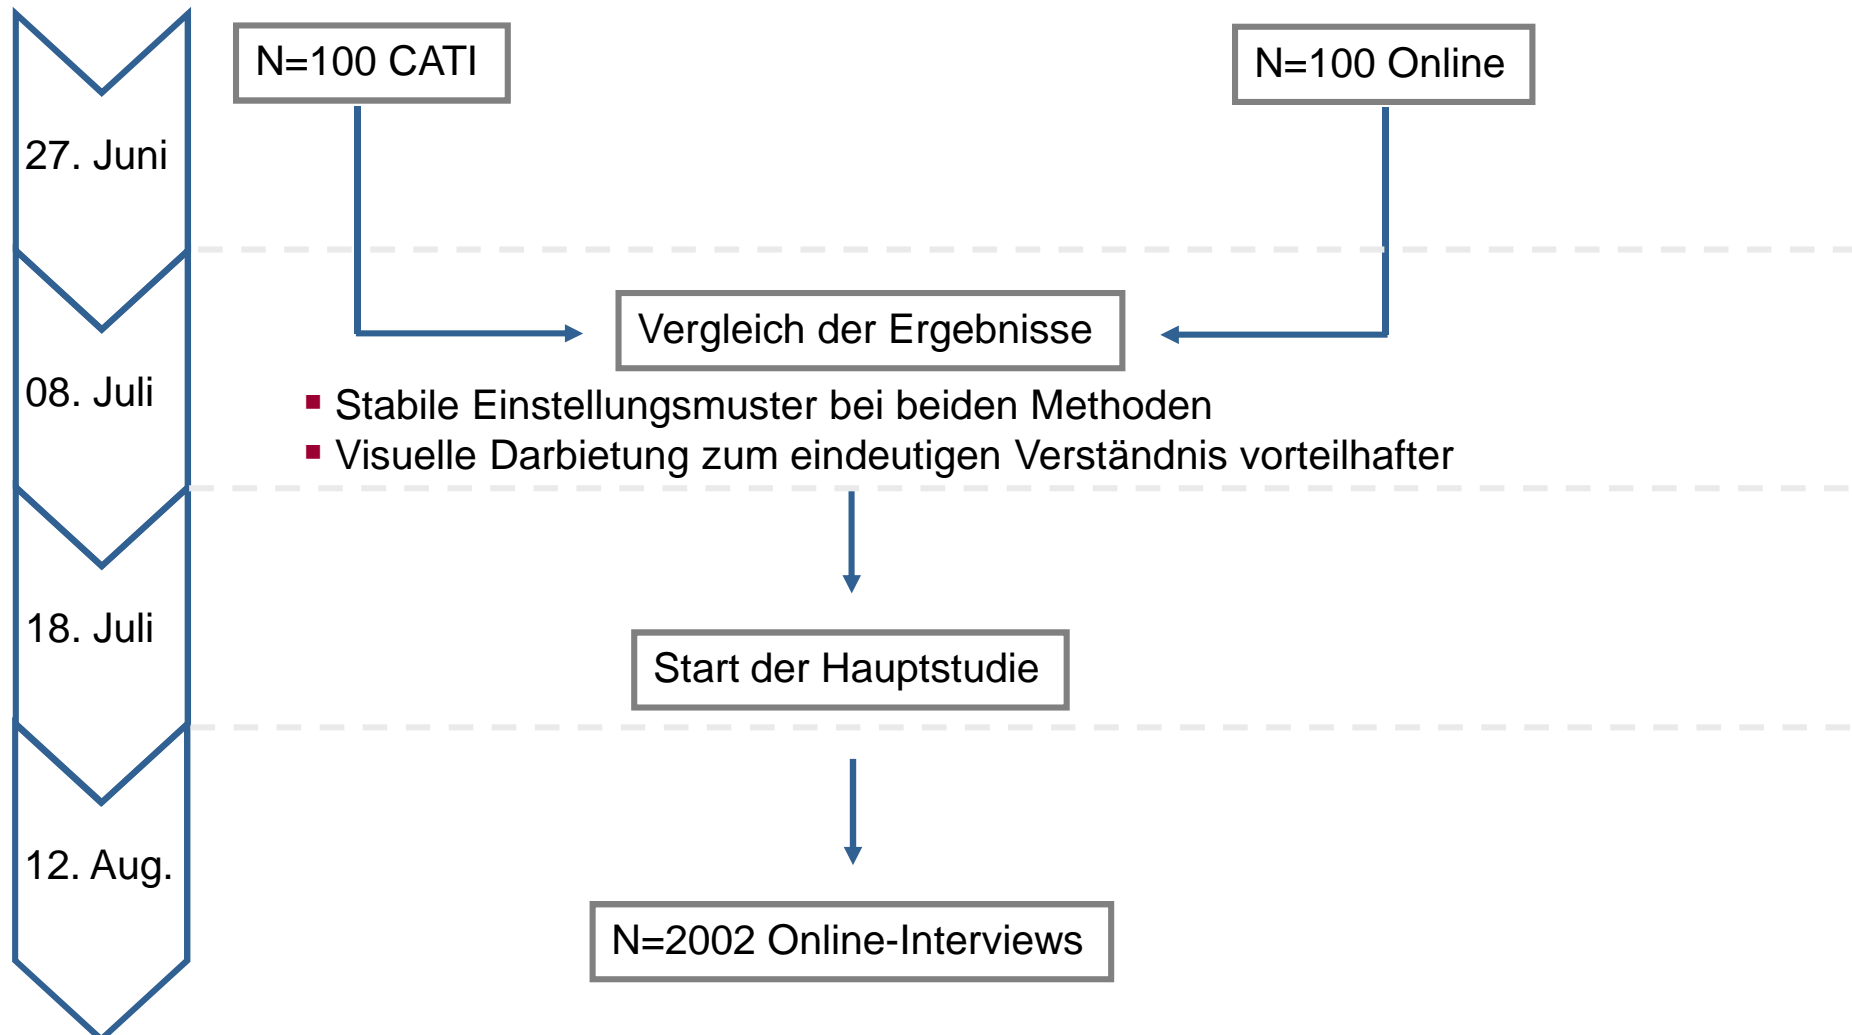 N=100 CATI
N=100 Online
27. Juni
Vergleich der Ergebnisse
08. Juli
Stabile Einstellungsmuster bei beiden Methoden
Visuelle Darbietung zum eindeutigen Verständnis vorteilhafter
18. Juli
Start der Hauptstudie
12. Aug.
N=2002 Online-Interviews